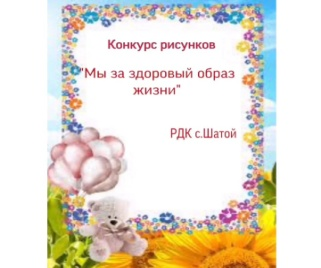 Конкурс рисунков
"Мы за здоровый образ
жизни"
РДК с.Шатой